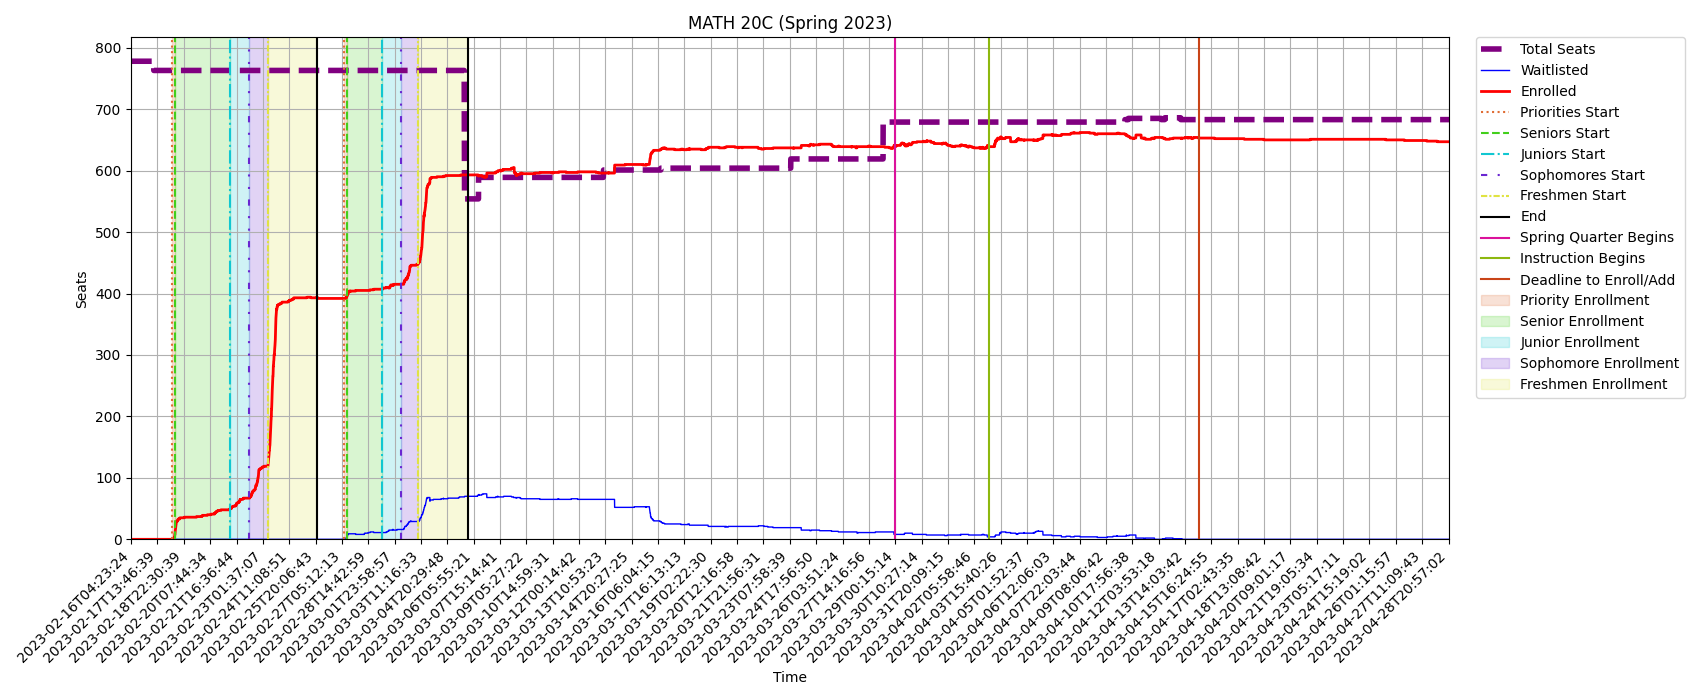 MATH 20C (Spring 2023)
Seats
800
700
600
500
400
300
200
100
0
2023-02-16T04:23:24
2023-02-17T13:46:39
2023-02-18T22:30:39
2023-02-20T07:44:34
2023-02-21T16:36:44
2023-02-23T01:37:07
2023-02-24T11:08:51
2023-02-25T20:06:43
2023-02-27T05:12:13
2023-02-28T14:42:59
2023-03-01T23:58:57
2023-03-03T11:16:33
2023-03-04T20:29:48
2023-03-06T05:55:21
2023-03-07T15:14:41
2023-03-09T05:27:22
2023-03-10T14:59:31
2023-03-12T00:14:42
2023-03-13T10:53:23
2023-03-14T20:27:25
2023-03-16T06:04:15
2023-03-17T16:13:13
2023-03-19T02:22:30
2023-03-20T12:16:58
2023-03-21T21:56:31
2023-03-23T07:58:39
2023-03-24T17:56:50
2023-03-26T03:51:24
2023-03-27T14:16:56
2023-03-29T00:15:14
2023-03-30T10:27:14
2023-03-31T20:09:15
2023-04-02T05:58:46
2023-04-03T15:40:26
2023-04-05T01:52:37
2023-04-06T12:06:03
2023-04-07T22:03:44
2023-04-09T08:06:42
2023-04-10T17:56:38
2023-04-12T03:53:18
2023-04-13T14:03:42
2023-04-15T16:24:55
2023-04-17T02:43:35
2023-04-18T13:08:42
2023-04-20T09:01:17
2023-04-21T19:05:34
2023-04-23T05:17:11
2023-04-24T15:19:02
2023-04-26T01:15:57
2023-04-27T11:09:43
2023-04-28T20:57:02
Time
Total Seats
Waitlisted
Enrolled
Priorities Start
Seniors Start
Juniors Start
Sophomores Start
Freshmen Start
End
Spring Quarter Begins
Instruction Begins
Deadline to Enroll/Add
Priority Enrollment
Senior Enrollment
Junior Enrollment
Sophomore Enrollment
Freshmen Enrollment